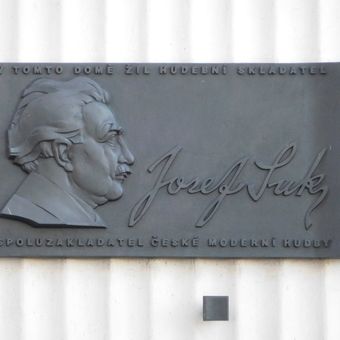 V TOMTO DOMĚ ŽIL HUDEBNÍ SKLADATEL
Josef Suk,
SPOLUZAKLADATEL ČESKÉ MODERNÍ HUDBY